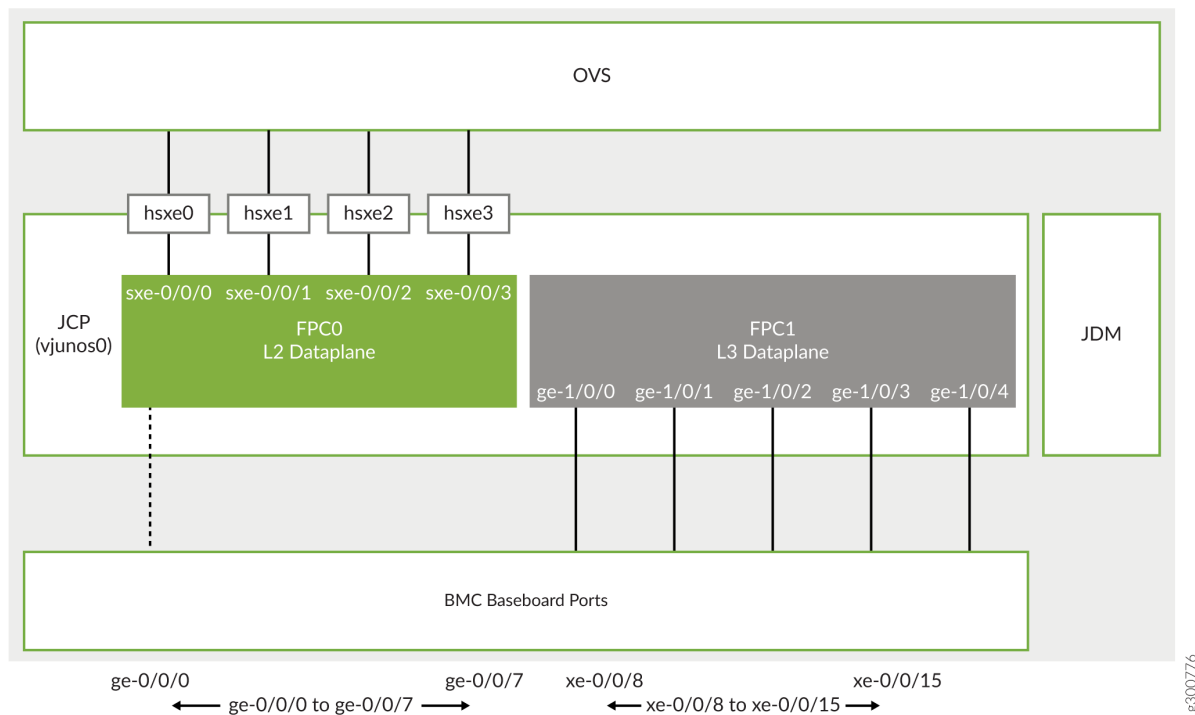 OVS
hsxe0 hsxe1 hsxe2 hsxe3
sxe-0/0/0 sxe-0/0/1 sxe-0/0/2 sxe-0/0/3
JCP
(vjunos0)
FPC0
L2 Dataplane
FPC1
L3 Dataplane
JDM
ge-1/0/0 ge-1/0/1 ge-1/0/2 ge-1/0/3 ge-1/0/4
BMC Baseboard Ports
ge-0/0/0 ge-0/0/7 xe-0/0/8 xe-0/0/15
ge-0/0/0 to ge-0/0/7 xe-0/0/8 to xe-0/0/15
g300776